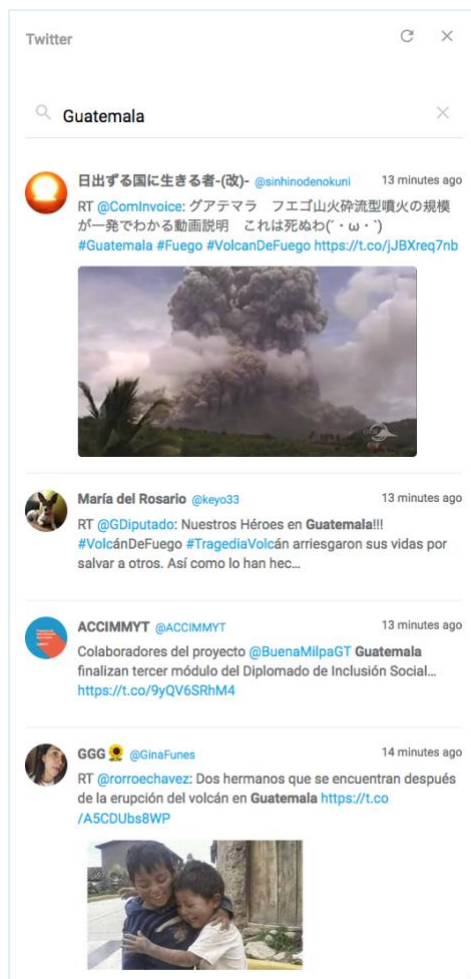 Twitter
Guatemala
日出ずる国に生きる者-(改)- @sinhinodenokuni 13 minutes ago
RT @ComInvoice: グアテマラ フエゴ山火砕流型噴火の規模
が一発でわかる動画説明 これは死ぬわ(´・ω・`)
#Guatemala #Fuego #VolcanDeFuego https://t.co/jJBXreq7nb
María del Rosario @keyo33 13 minutes ago
RT @GDiputado: Nuestros Héroes en Guatemala!!!
#VolcánDeFuego #TragediaVolcán arriesgaron sus vidas por
salvar a otros. Así como lo han hec...
ACCIMMYT @ACCIMMYT 13 minutes ago
Colaboradores del proyecto @BuenaMilpaGT Guatemala
finalizan tercer módulo del Diplomado de Inclusión Social...
https://t.co/9yQV6SRhM4
GGG🌻 @GinaFunes 14 minutes ago
RT @rorroechavez: Dos hermanos que se encuentran después
de la erupción del volcán en Guatemala https://t.co
/A5CDUbs8WP